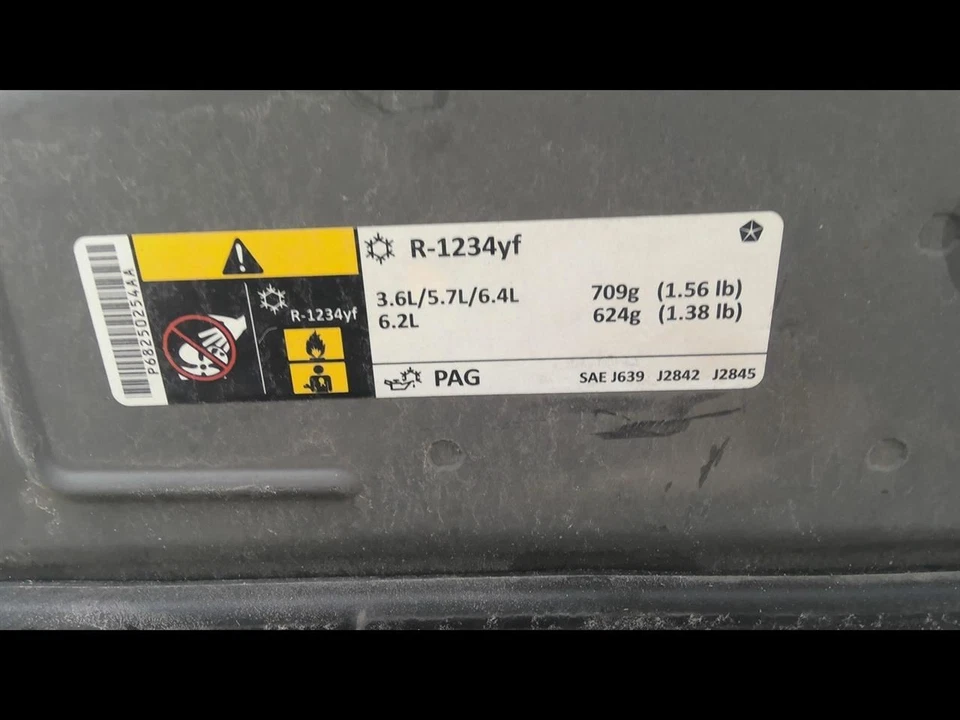 P68250254AA
R-1234yf
R-1234yf
3.6L/5.7L/6.4L 709g (1.56 lb)
6.2L 624g (1.38 lb)
PAG SAE J639 J2842 J2845